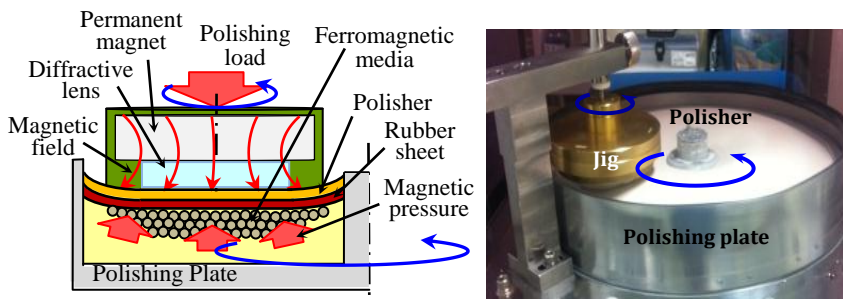 Permanent
magnet
Polishing
load
Ferromagnetic
media
Diffractive
lens
Polisher
Magnetic
field
Rubber
sheet
Magnetic
pressure
Polishing Plate
Polisher
Jig
Polishing plate